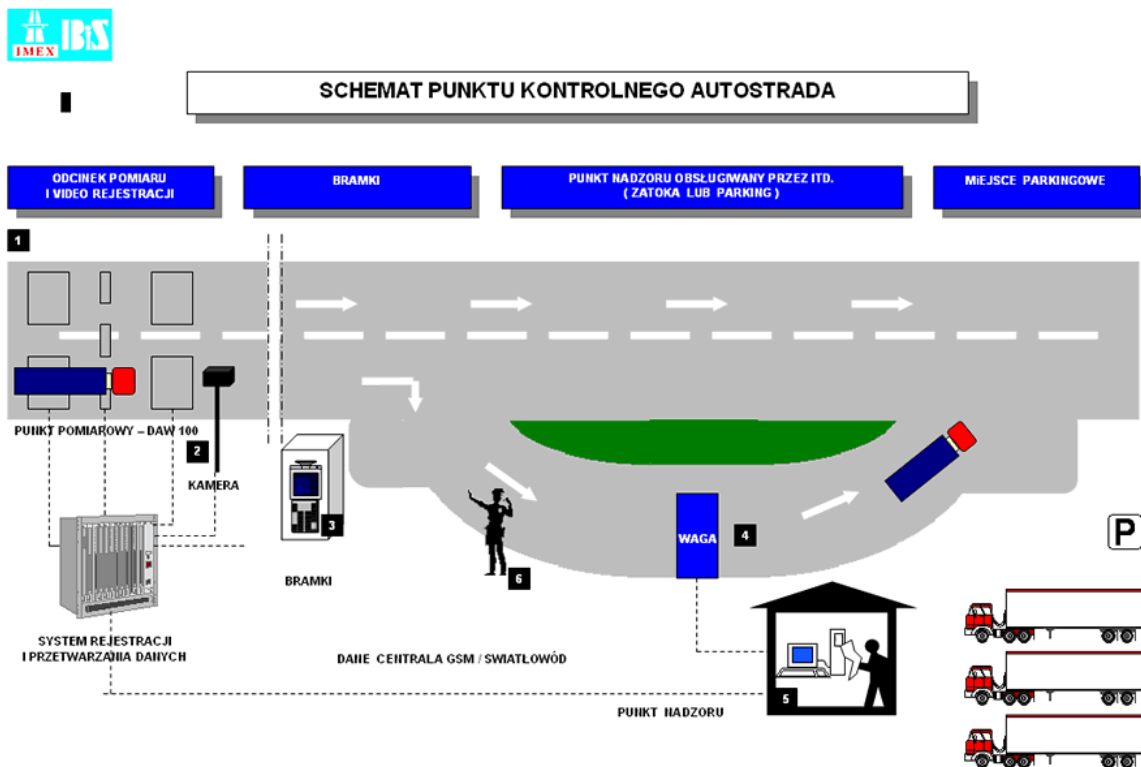 IMEX IBIS
SCHEMAT PUNKTU KONTROLNEGO AUTOSTRADA
ODCINEK POMIARU
I VIDEO REJESTRACJI
BRAMKI
PUNKT NADZORU OBSŁUGIWANY PRZEZ ITD.
( ZATOKA LUB PARKING )
MiEJSCE PARKINGOWE
1
PUNKT POMIAROWY – DAW 100
2
KAMERA
3
BRAMKI
6
WAGA
4
P
SYSTEM REJESTRACJI
I PRZETWARZANIA DANYCH
DANE CENTRALA GSM / SWIATŁOWÓD
5
PUNKT NADZORU